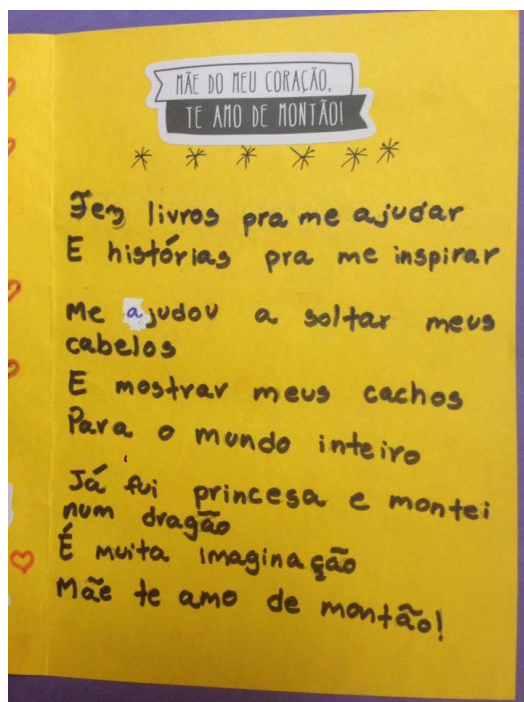 MÃE DO MEU CORAÇÃO,
TE AMO DE MONTÃO!
Fez livros pra me ajudar
E histórias pra me inspirar
Me ajudou a soltar meus
cabelos
E mostrar meus cachos
Para o mundo inteiro
Já fui princesa e montei
num dragão
É muita imaginação
Mãe te amo de montão!